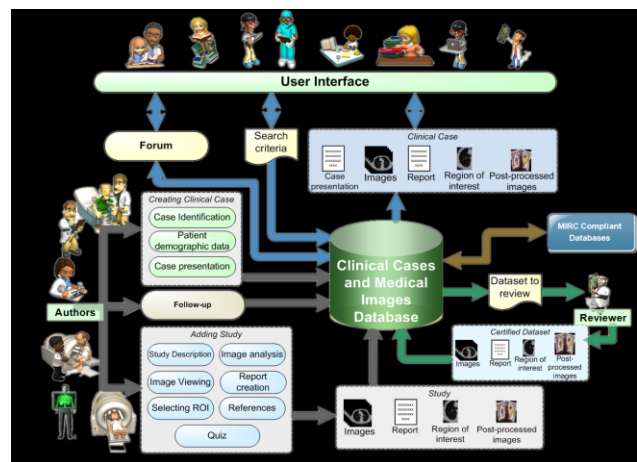 User Interface
Forum
Search
criteria
Clinical Case
Case
presentation
Images
Report
Region of
interest
Post-processed
images
Creating Clinical Case
Case Identification
Patient
demographic data
Case presentation
MIRC Compliant
Databases
Clinical Cases
and Medical
Images
Database
Dataset to
review
Reviewer
Authors
Follow-up
Certified Dataset
Images
Report
Region of
interest
Post-
processed
images
Adding Study
Study Description
Image analysis
Image Viewing
Report
creation
Selecting ROI
References
Quiz
Study
Images
Report
Region of
interest
Post-processed
images